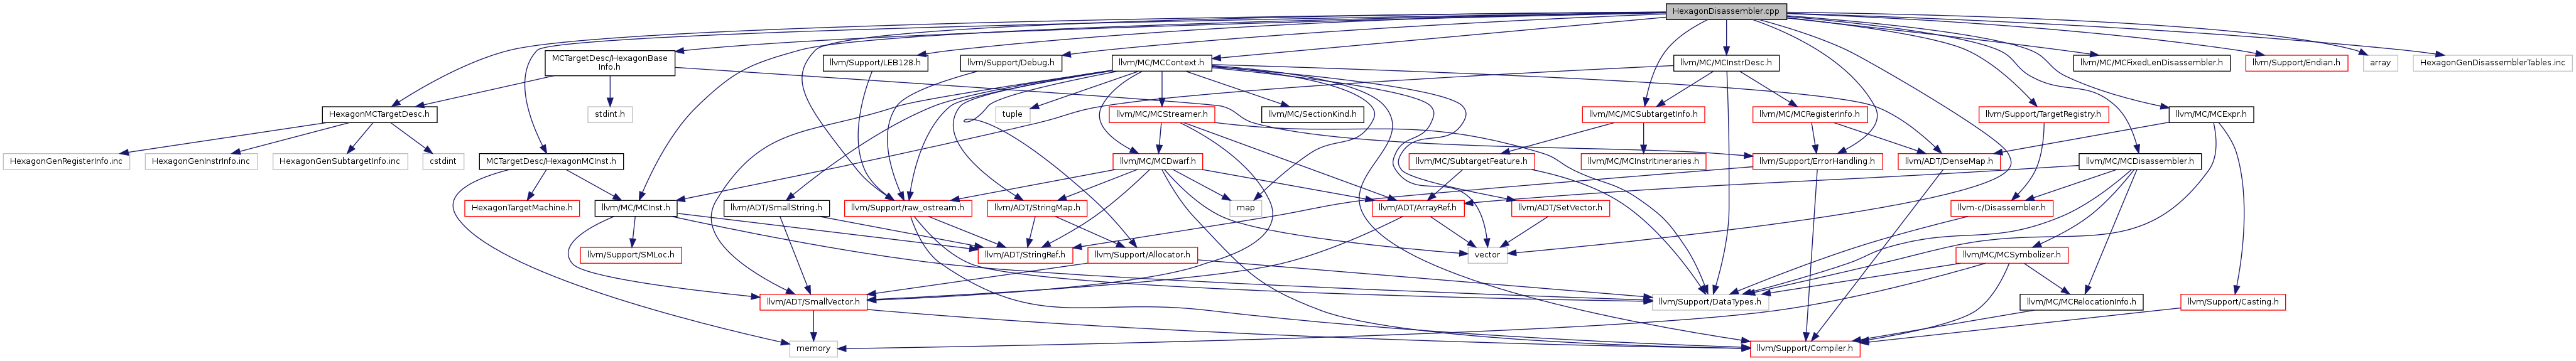 HexagonDisassembler.cpp
MCTargetDesc/HexagonBase
Info.h
llvm/Support/LEB128.h
llvm/Support/Debug.h
llvm/MC/MCContext.h
llvm/MC/MCInstrDesc.h
llvm/MC/MCFixedLenDisassembler.h
llvm/Support/Endian.h
array
HexagonGenDisassemblerTables.inc
HexagonMCTargetDesc.h
stdint.h
tuple
llvm/MC/MCStreamer.h
llvm/MC/SectionKind.h
llvm/MC/MCSubtargetInfo.h
llvm/MC/MCRegisterInfo.h
llvm/Support/TargetRegistry.h
llvm/MC/MCExpr.h
HexagonGenRegisterInfo.inc
HexagonGenInstrInfo.inc
HexagonGenSubtargetInfo.inc
cstdint
MCTargetDesc/HexagonMCInst.h
llvm/MC/MCDwarf.h
llvm/MC/SubtargetFeature.h
llvm/MC/MCInstrItineraries.h
llvm/Support/ErrorHandling.h
llvm/ADT/DenseMap.h
llvm/MC/MCDisassembler.h
HexagonTargetMachine.h
llvm/MC/MCInst.h
llvm/ADT/SmallString.h
llvm/Support/raw_ostream.h
llvm/ADT/StringMap.h
map
llvm/ADT/ArrayRef.h
llvm/ADT/SetVector.h
llvm-c/Disassembler.h
llvm/Support/SMLoc.h
llvm/ADT/StringRef.h
llvm/Support/Allocator.h
vector
llvm/MC/MCSymbolizer.h
llvm/ADT/SmallVector.h
llvm/Support/DataTypes.h
llvm/MC/MCRelocationInfo.h
llvm/Support/Casting.h
memory
llvm/Support/Compiler.h